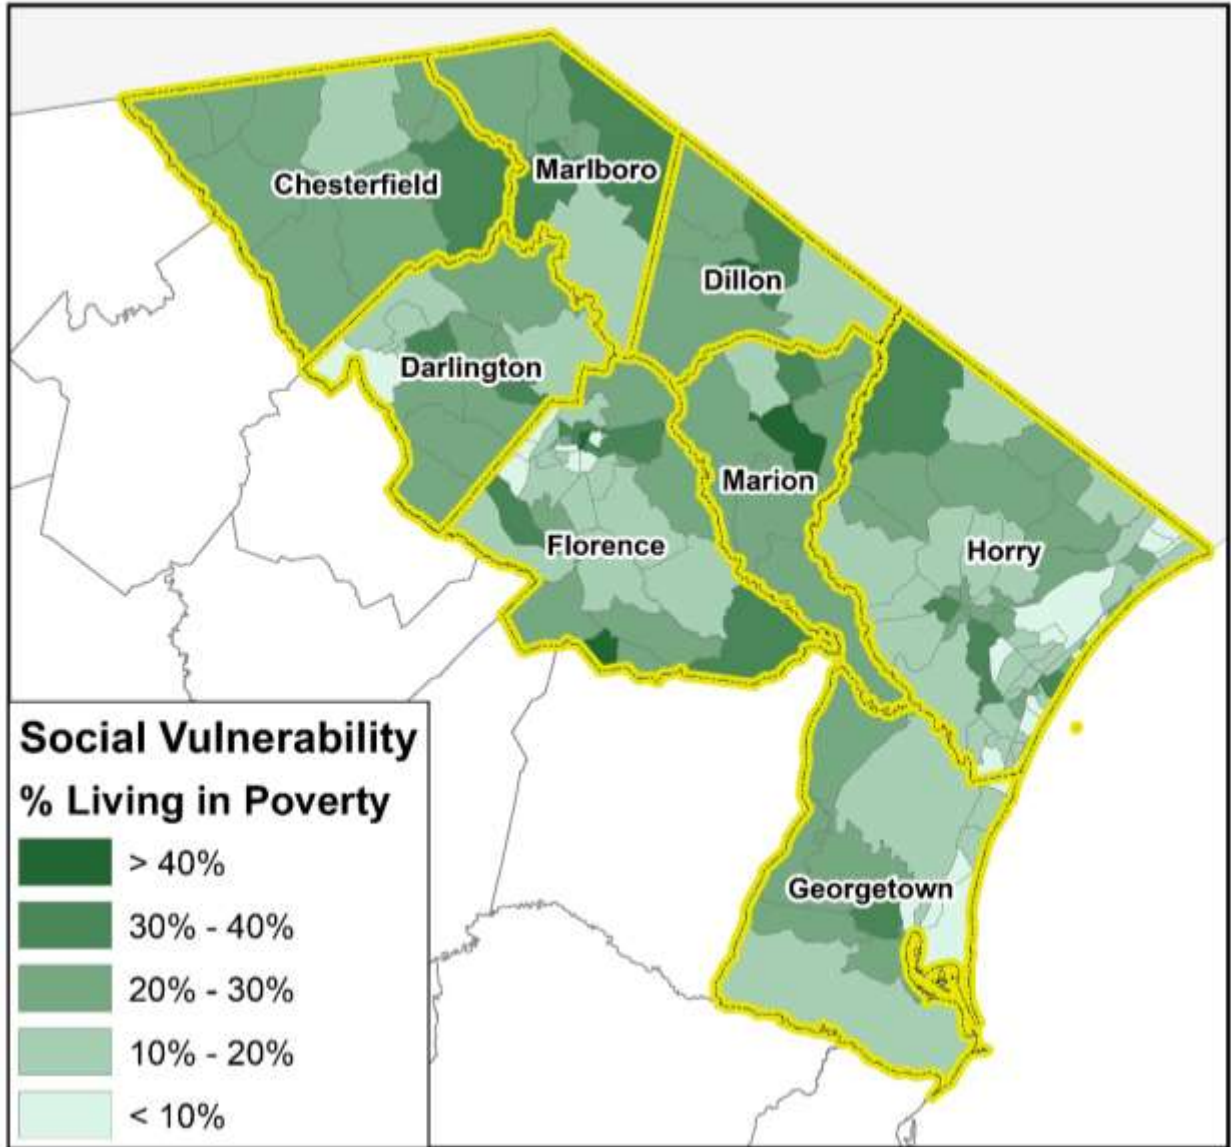 Marlboro
Chesterfield
Dillon
Darlington
Marion
Florence
Horry
Georgetown
Social Vulnerability
% Living in Poverty
> 40%
30% - 40%
20% - 30%
10% - 20%
< 10%